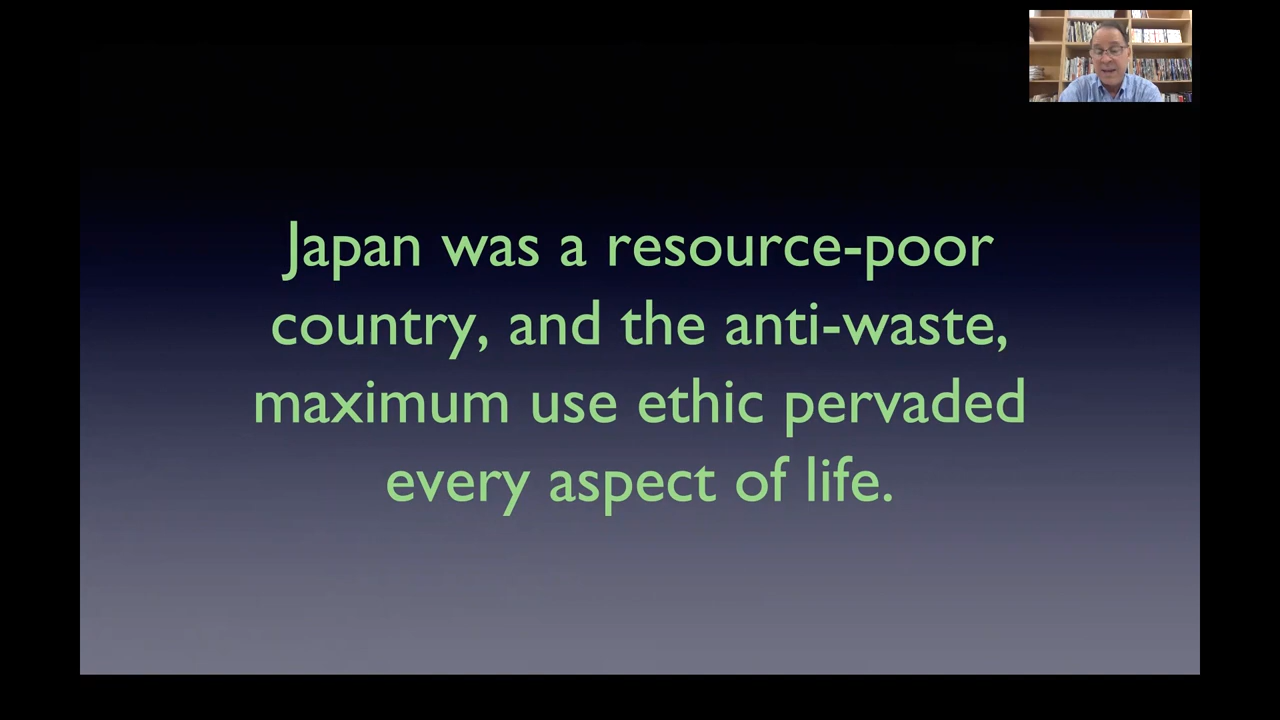 Japan was a resource-poor
country, and the anti-waste,
maximum use ethic pervaded
every aspect of life.